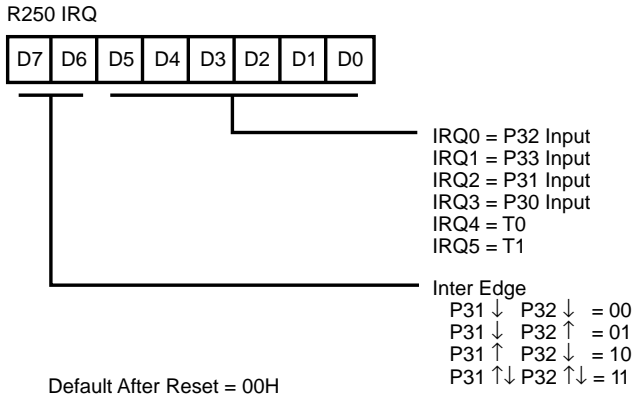 R250 IRQ
D7 D6 D5 D4 D3 D2 D1 D0
IRQ0 = P32 Input
IRQ1 = P33 Input
IRQ2 = P31 Input
IRQ3 = P30 Input
IRQ4 = T0
IRQ5 = T1
Inter Edge
P31 ↓ P32 ↓ = 00
P31 ↓ P32 ↑ = 01
P31 ↑ P32 ↓ = 10
P31 ↑↓ P32 ↑↓ = 11
Default After Reset = 00H